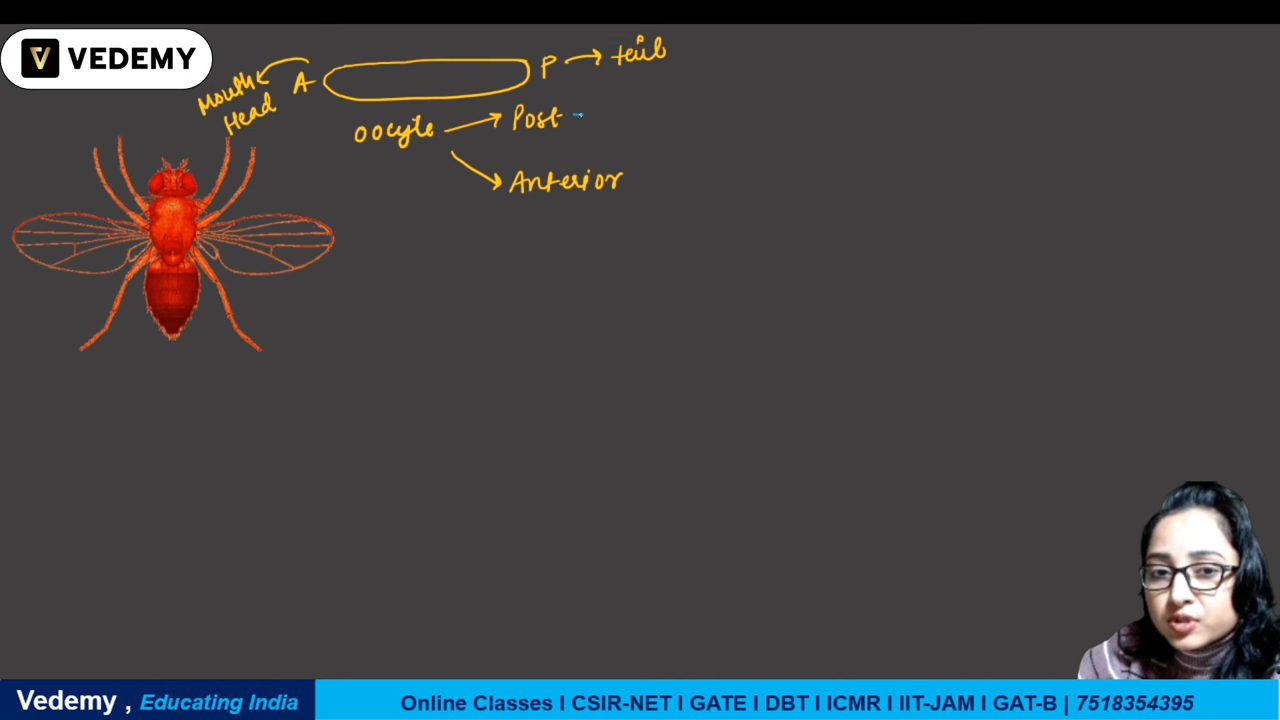 VEDEMY
A
P → tail
Mouth
Head
oocyte → Post -
Anterior
Vedemy , Educating India
Online Classes I CSIR-NET I GATE I DBT I ICMR I IIT-JAM I GAT-B | 7518354395